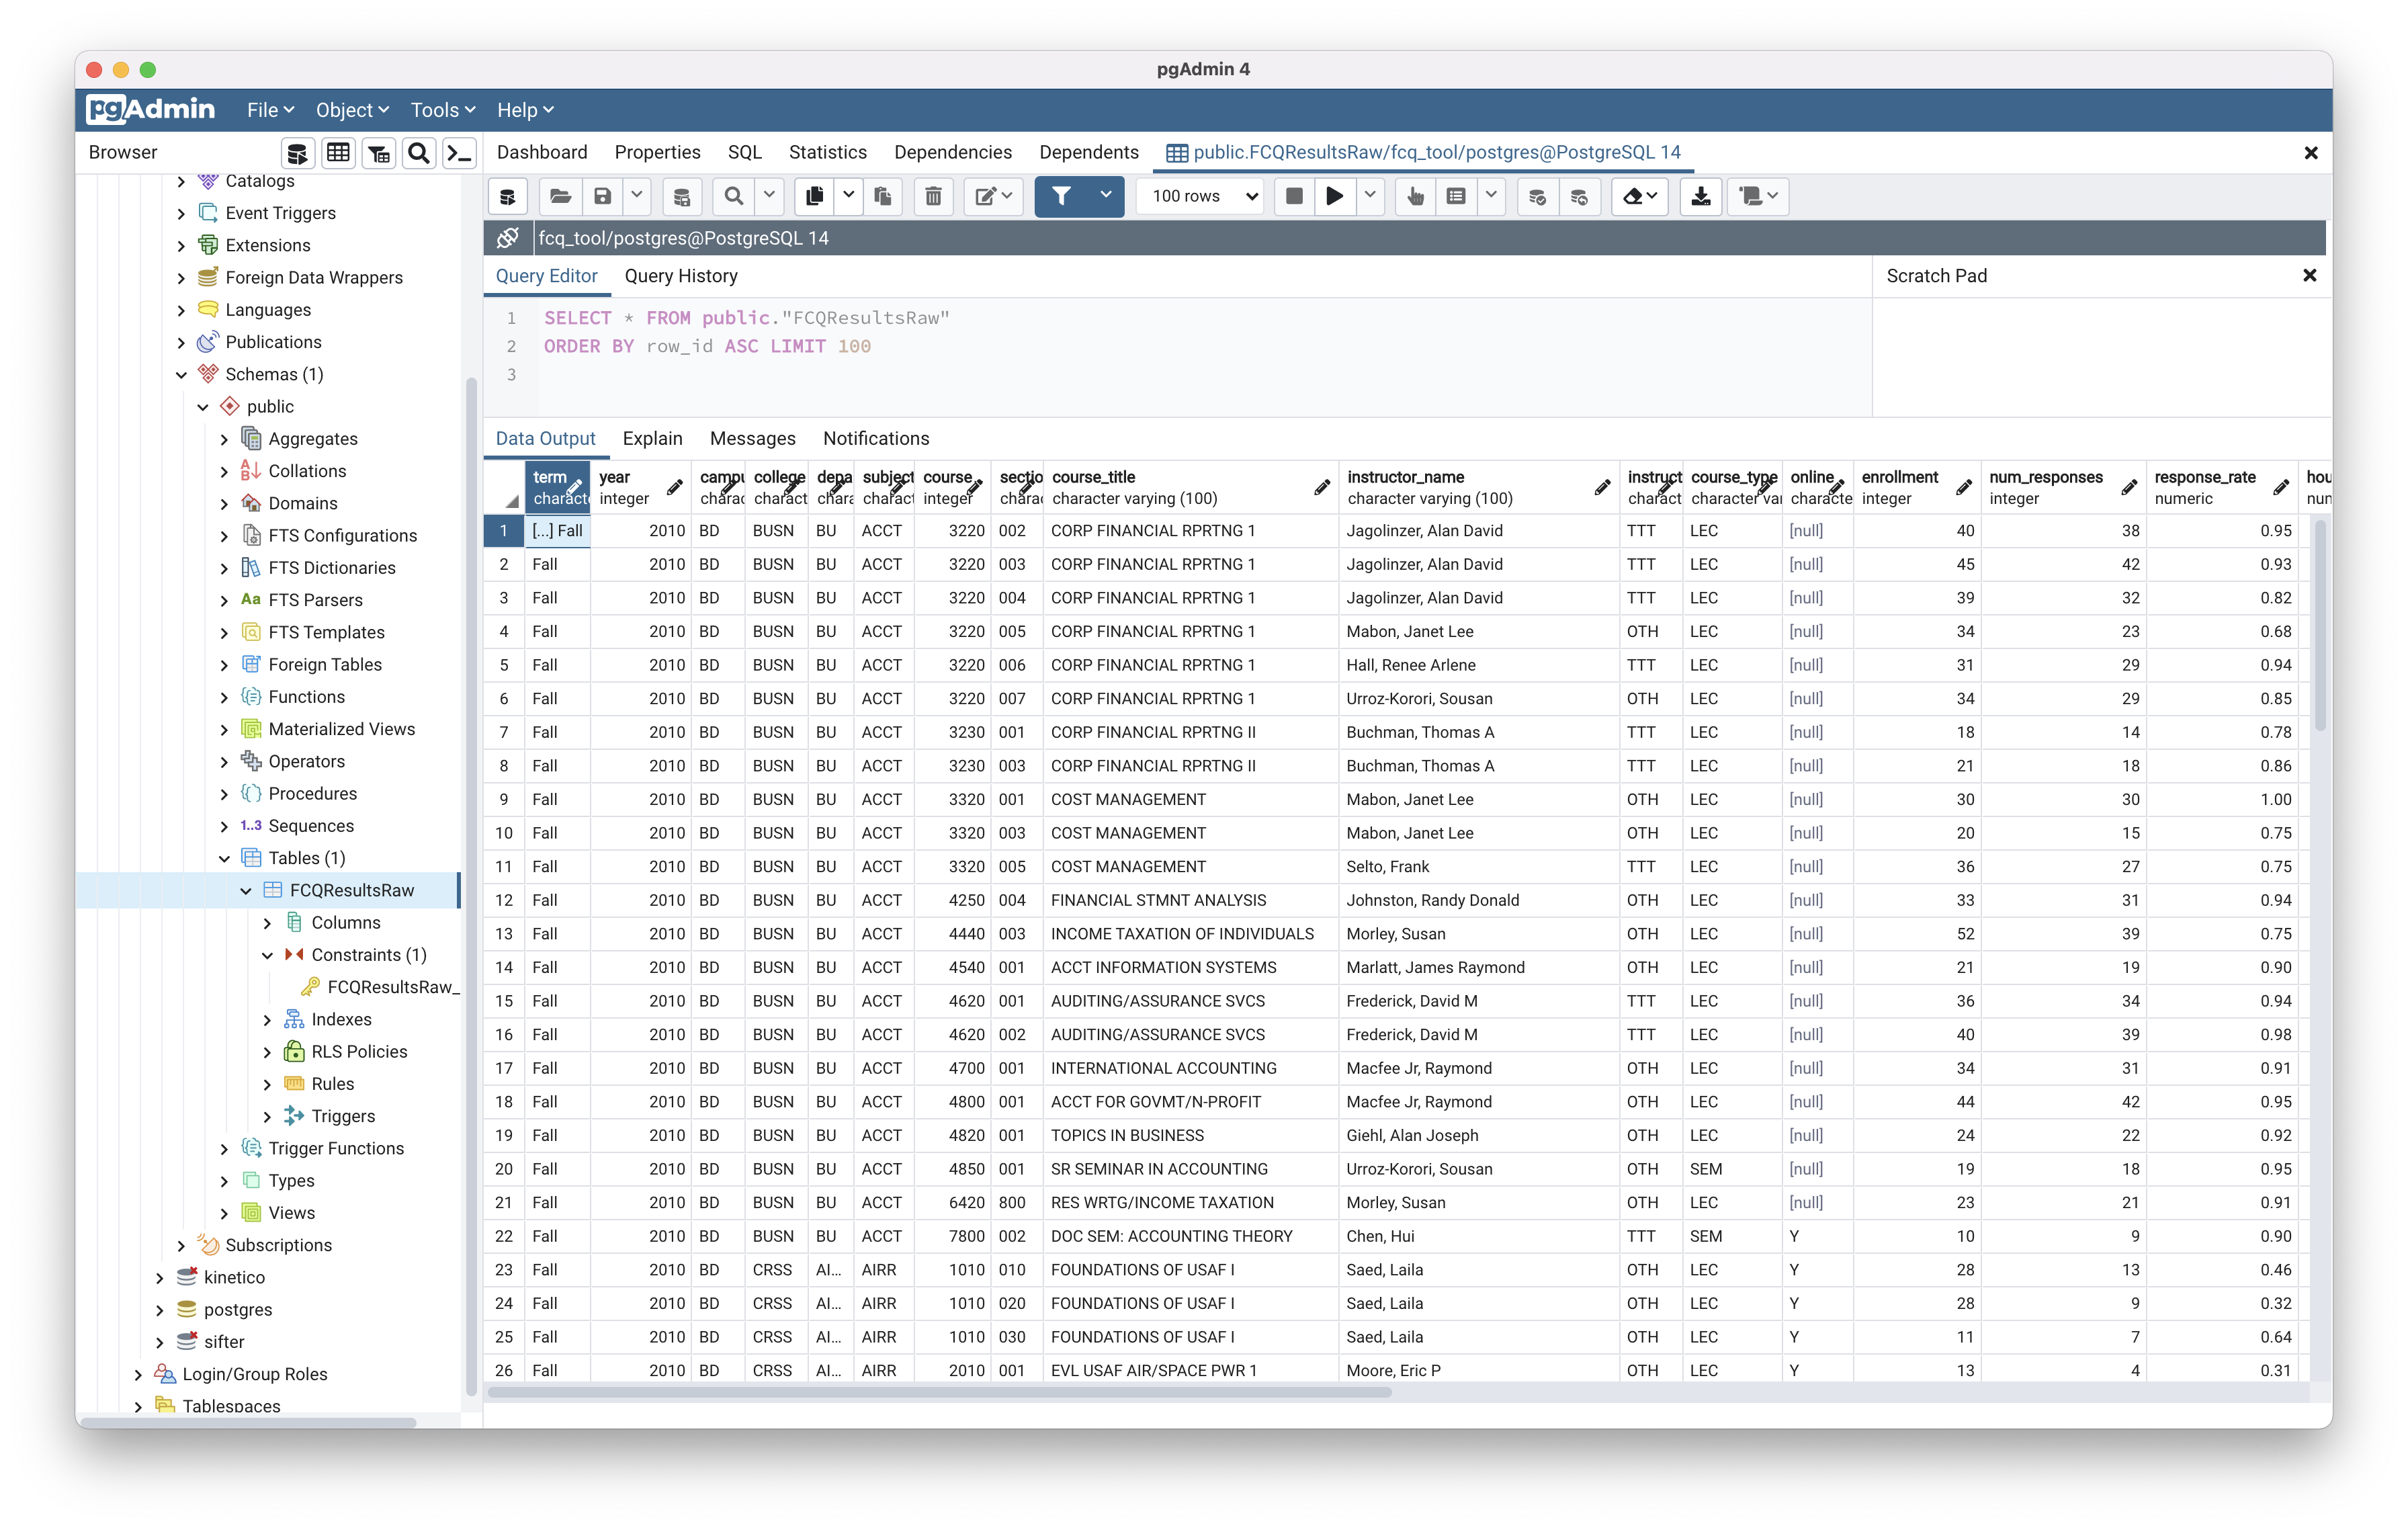 pgAdmin 4
pgAdmin File Object Tools Help
Browser
Dashboard Properties SQL Statistics Dependencies Dependents public.FCQResultsRaw/fcq_tool/postgres@PostgreSQL 14
100 rows
fcq_tool/postgres@PostgreSQL 14
Query Editor Query History
Scratch Pad
1 SELECT * FROM public."FCQResultsRaw"
2 ORDER BY row_id ASC LIMIT 100
3
Catalogs
Event Triggers
Extensions
Foreign Data Wrappers
Languages
Publications
Schemas (1)
public
Aggregates
Collations
Domains
FTS Configurations
FTS Dictionaries
Aa FTS Parsers
FTS Templates
Foreign Tables
Functions
Materialized Views
Operators
Procedures
1..3 Sequences
Tables (1)
FCQResultsRaw
Columns
Constraints (1)
FCQResultsRaw_
Indexes
RLS Policies
Rules
Triggers
Trigger Functions
Types
Views
Subscriptions
kinetico
postgres
sifter
Login/Group Roles
Tablespaces
Data Output Explain Messages Notifications
term year campu college depa subject course_ sectio course_title instructor_name instruct course_type online enrollment num_responses response_rate hou
charact integer charac charact chara charact integer charac character varying (100) character varying (100) charact character va characte integer integer numeric num
1 [...] Fall 2010 BD BUSN BU ACCT 3220 002 CORP FINANCIAL RPRTNG 1 Jagolinzer, Alan David TTT LEC [null] 40 38 0.95
2 Fall 2010 BD BUSN BU ACCT 3220 003 CORP FINANCIAL RPRTNG 1 Jagolinzer, Alan David TTT LEC [null] 45 42 0.93
3 Fall 2010 BD BUSN BU ACCT 3220 004 CORP FINANCIAL RPRTNG 1 Jagolinzer, Alan David TTT LEC [null] 39 32 0.82
4 Fall 2010 BD BUSN BU ACCT 3220 005 CORP FINANCIAL RPRTNG 1 Mabon, Janet Lee OTH LEC [null] 34 23 0.68
5 Fall 2010 BD BUSN BU ACCT 3220 006 CORP FINANCIAL RPRTNG 1 Hall, Renee Arlene TTT LEC [null] 31 29 0.94
6 Fall 2010 BD BUSN BU ACCT 3220 007 CORP FINANCIAL RPRTNG 1 Urroz-Korori, Sousan OTH LEC [null] 34 29 0.85
7 Fall 2010 BD BUSN BU ACCT 3230 001 CORP FINANCIAL RPRTNG II Buchman, Thomas A TTT LEC [null] 18 14 0.78
8 Fall 2010 BD BUSN BU ACCT 3230 003 CORP FINANCIAL RPRTNG II Buchman, Thomas A TTT LEC [null] 21 18 0.86
9 Fall 2010 BD BUSN BU ACCT 3320 001 COST MANAGEMENT Mabon, Janet Lee OTH LEC [null] 30 30 1.00
10 Fall 2010 BD BUSN BU ACCT 3320 003 COST MANAGEMENT Mabon, Janet Lee OTH LEC [null] 20 15 0.75
11 Fall 2010 BD BUSN BU ACCT 3320 005 COST MANAGEMENT Selto, Frank TTT LEC [null] 36 27 0.75
12 Fall 2010 BD BUSN BU ACCT 4250 004 FINANCIAL STMNT ANALYSIS Johnston, Randy Donald OTH LEC [null] 33 31 0.94
13 Fall 2010 BD BUSN BU ACCT 4440 003 INCOME TAXATION OF INDIVIDUALS Morley, Susan OTH LEC [null] 52 39 0.75
14 Fall 2010 BD BUSN BU ACCT 4540 001 ACCT INFORMATION SYSTEMS Marlatt, James Raymond OTH LEC [null] 21 19 0.90
15 Fall 2010 BD BUSN BU ACCT 4620 001 AUDITING/ASSURANCE SVCS Frederick, David M TTT LEC [null] 36 34 0.94
16 Fall 2010 BD BUSN BU ACCT 4620 002 AUDITING/ASSURANCE SVCS Frederick, David M TTT LEC [null] 40 39 0.98
17 Fall 2010 BD BUSN BU ACCT 4700 001 INTERNATIONAL ACCOUNTING Macfee Jr, Raymond OTH LEC [null] 34 31 0.91
18 Fall 2010 BD BUSN BU ACCT 4800 001 ACCT FOR GOVMT/N-PROFIT Macfee Jr, Raymond OTH LEC [null] 44 42 0.95
19 Fall 2010 BD BUSN BU ACCT 4820 001 TOPICS IN BUSINESS Giehl, Alan Joseph OTH LEC [null] 24 22 0.92
20 Fall 2010 BD BUSN BU ACCT 4850 001 SR SEMINAR IN ACCOUNTING Urroz-Korori, Sousan OTH SEM [null] 19 18 0.95
21 Fall 2010 BD BUSN BU ACCT 6420 800 RES WRTG/INCOME TAXATION Morley, Susan OTH LEC [null] 23 21 0.91
22 Fall 2010 BD BUSN BU ACCT 7800 002 DOC SEM: ACCOUNTING THEORY Chen, Hui TTT SEM Y 10 9 0.90
23 Fall 2010 BD CRSS AI... AIRR 1010 010 FOUNDATIONS OF USAF I Saed, Laila OTH LEC Y 28 13 0.46
24 Fall 2010 BD CRSS AI... AIRR 1010 020 FOUNDATIONS OF USAF I Saed, Laila OTH LEC Y 28 9 0.32
25 Fall 2010 BD CRSS AI... AIRR 1010 030 FOUNDATIONS OF USAF I Saed, Laila OTH LEC Y 11 7 0.64
26 Fall 2010 BD CRSS AI... AIRR 2010 001 EVL USAF AIR/SPACE PWR 1 Moore, Eric P OTH LEC Y 13 4 0.31